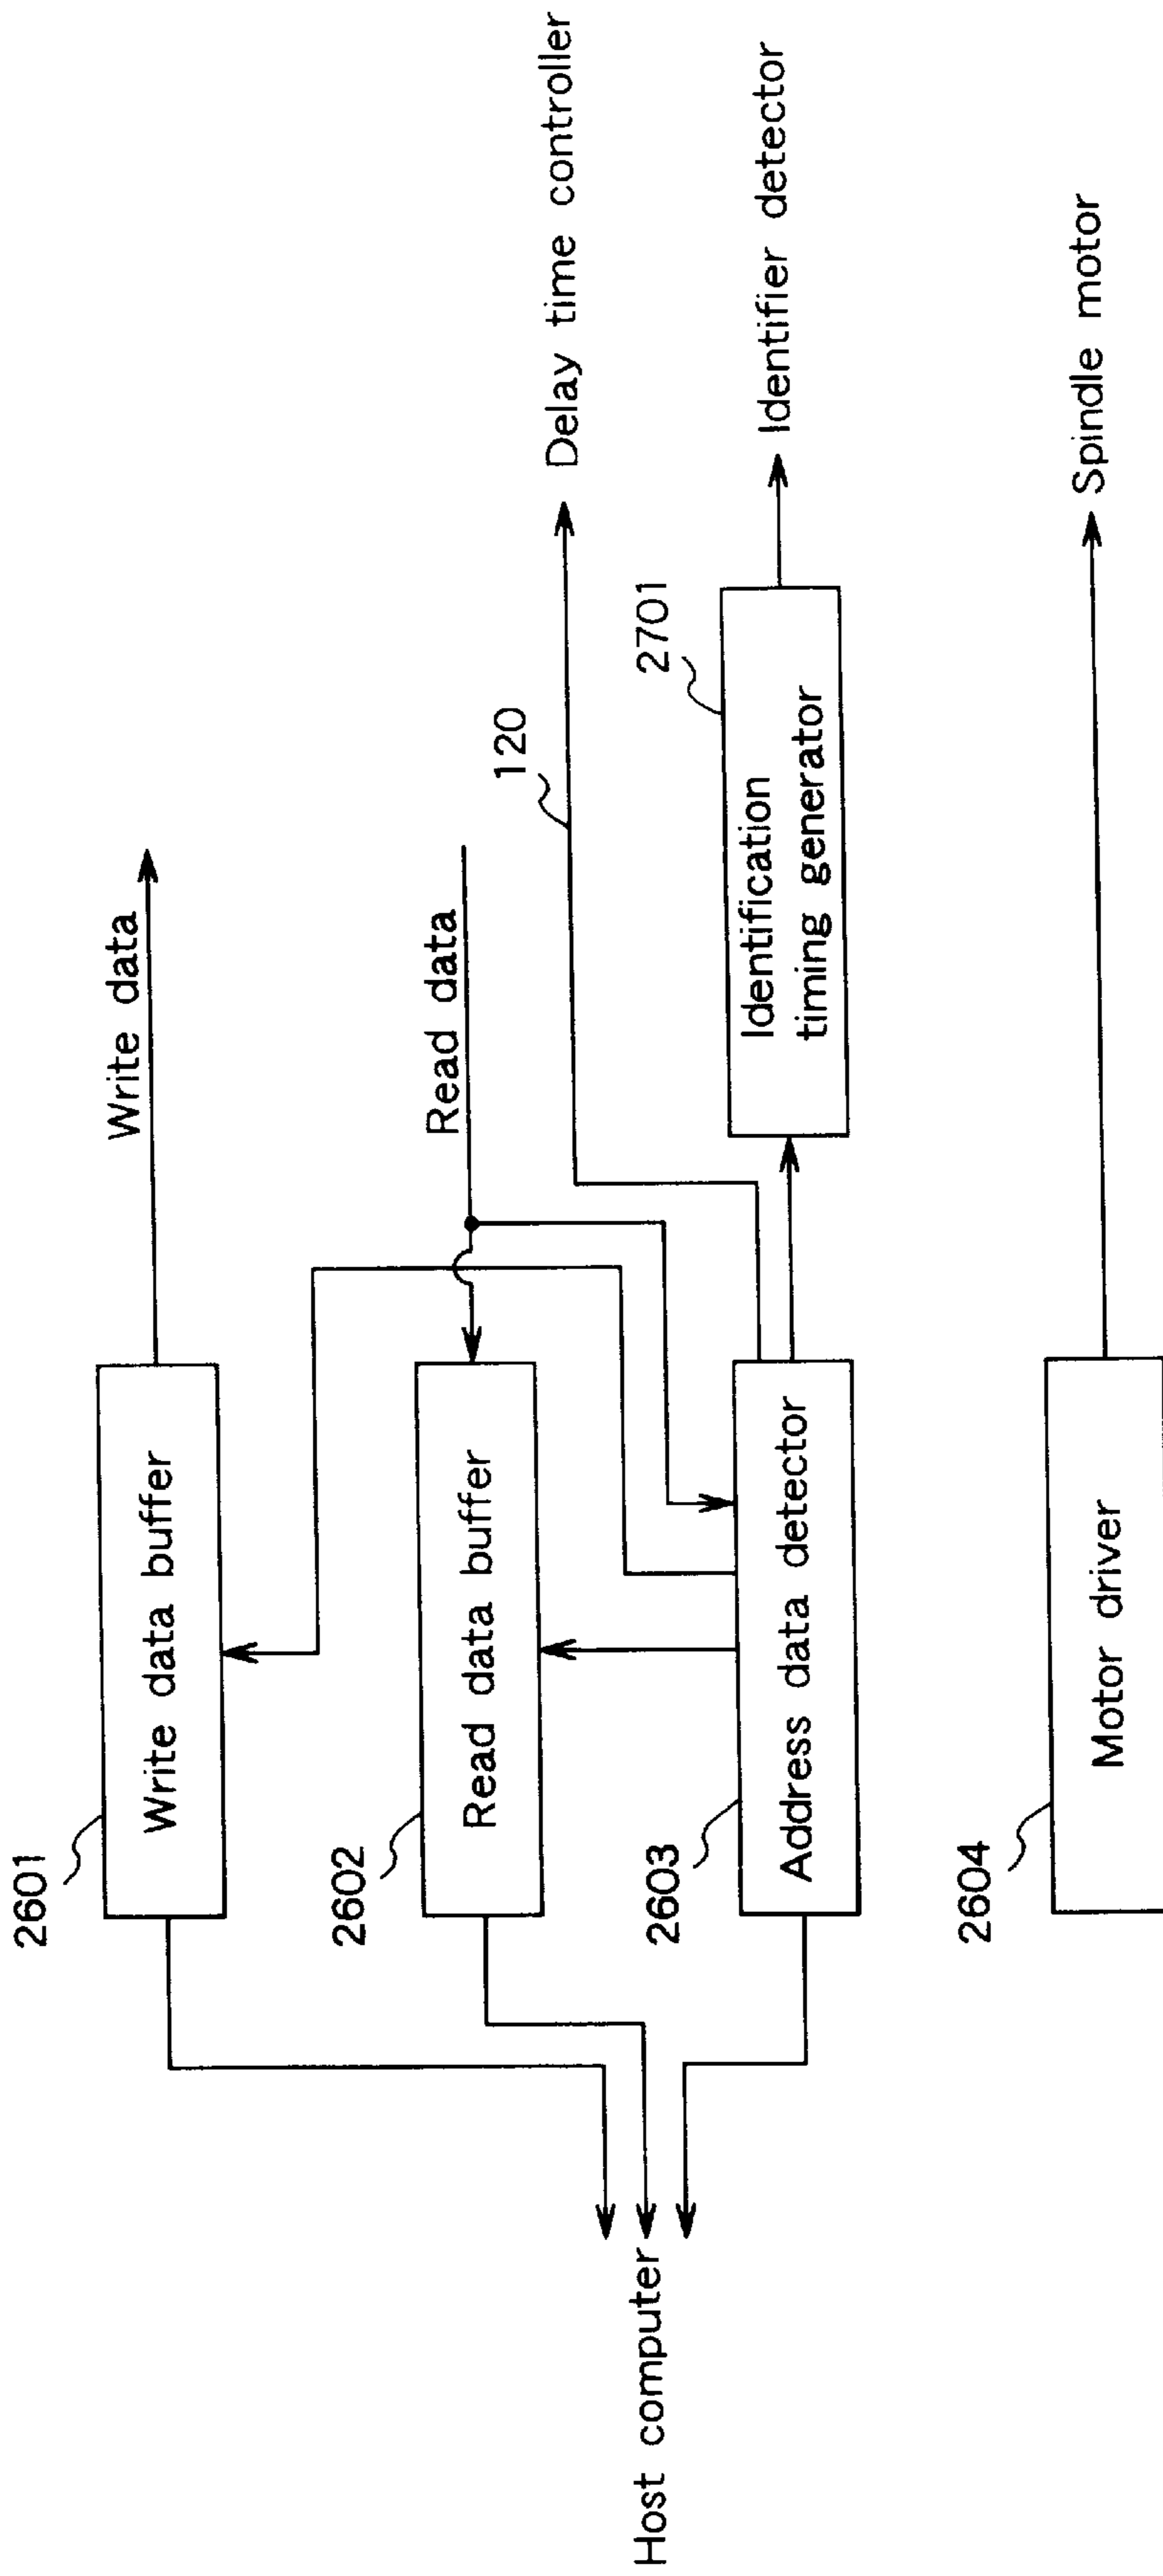 Write data
2601
Write data buffer
Read data
2602
Read data buffer
120
Delay time controller
Host computer
2603
Address data detector
2701
Identification
timing generator
Identifier detector
2604
Motor driver
Spindle motor